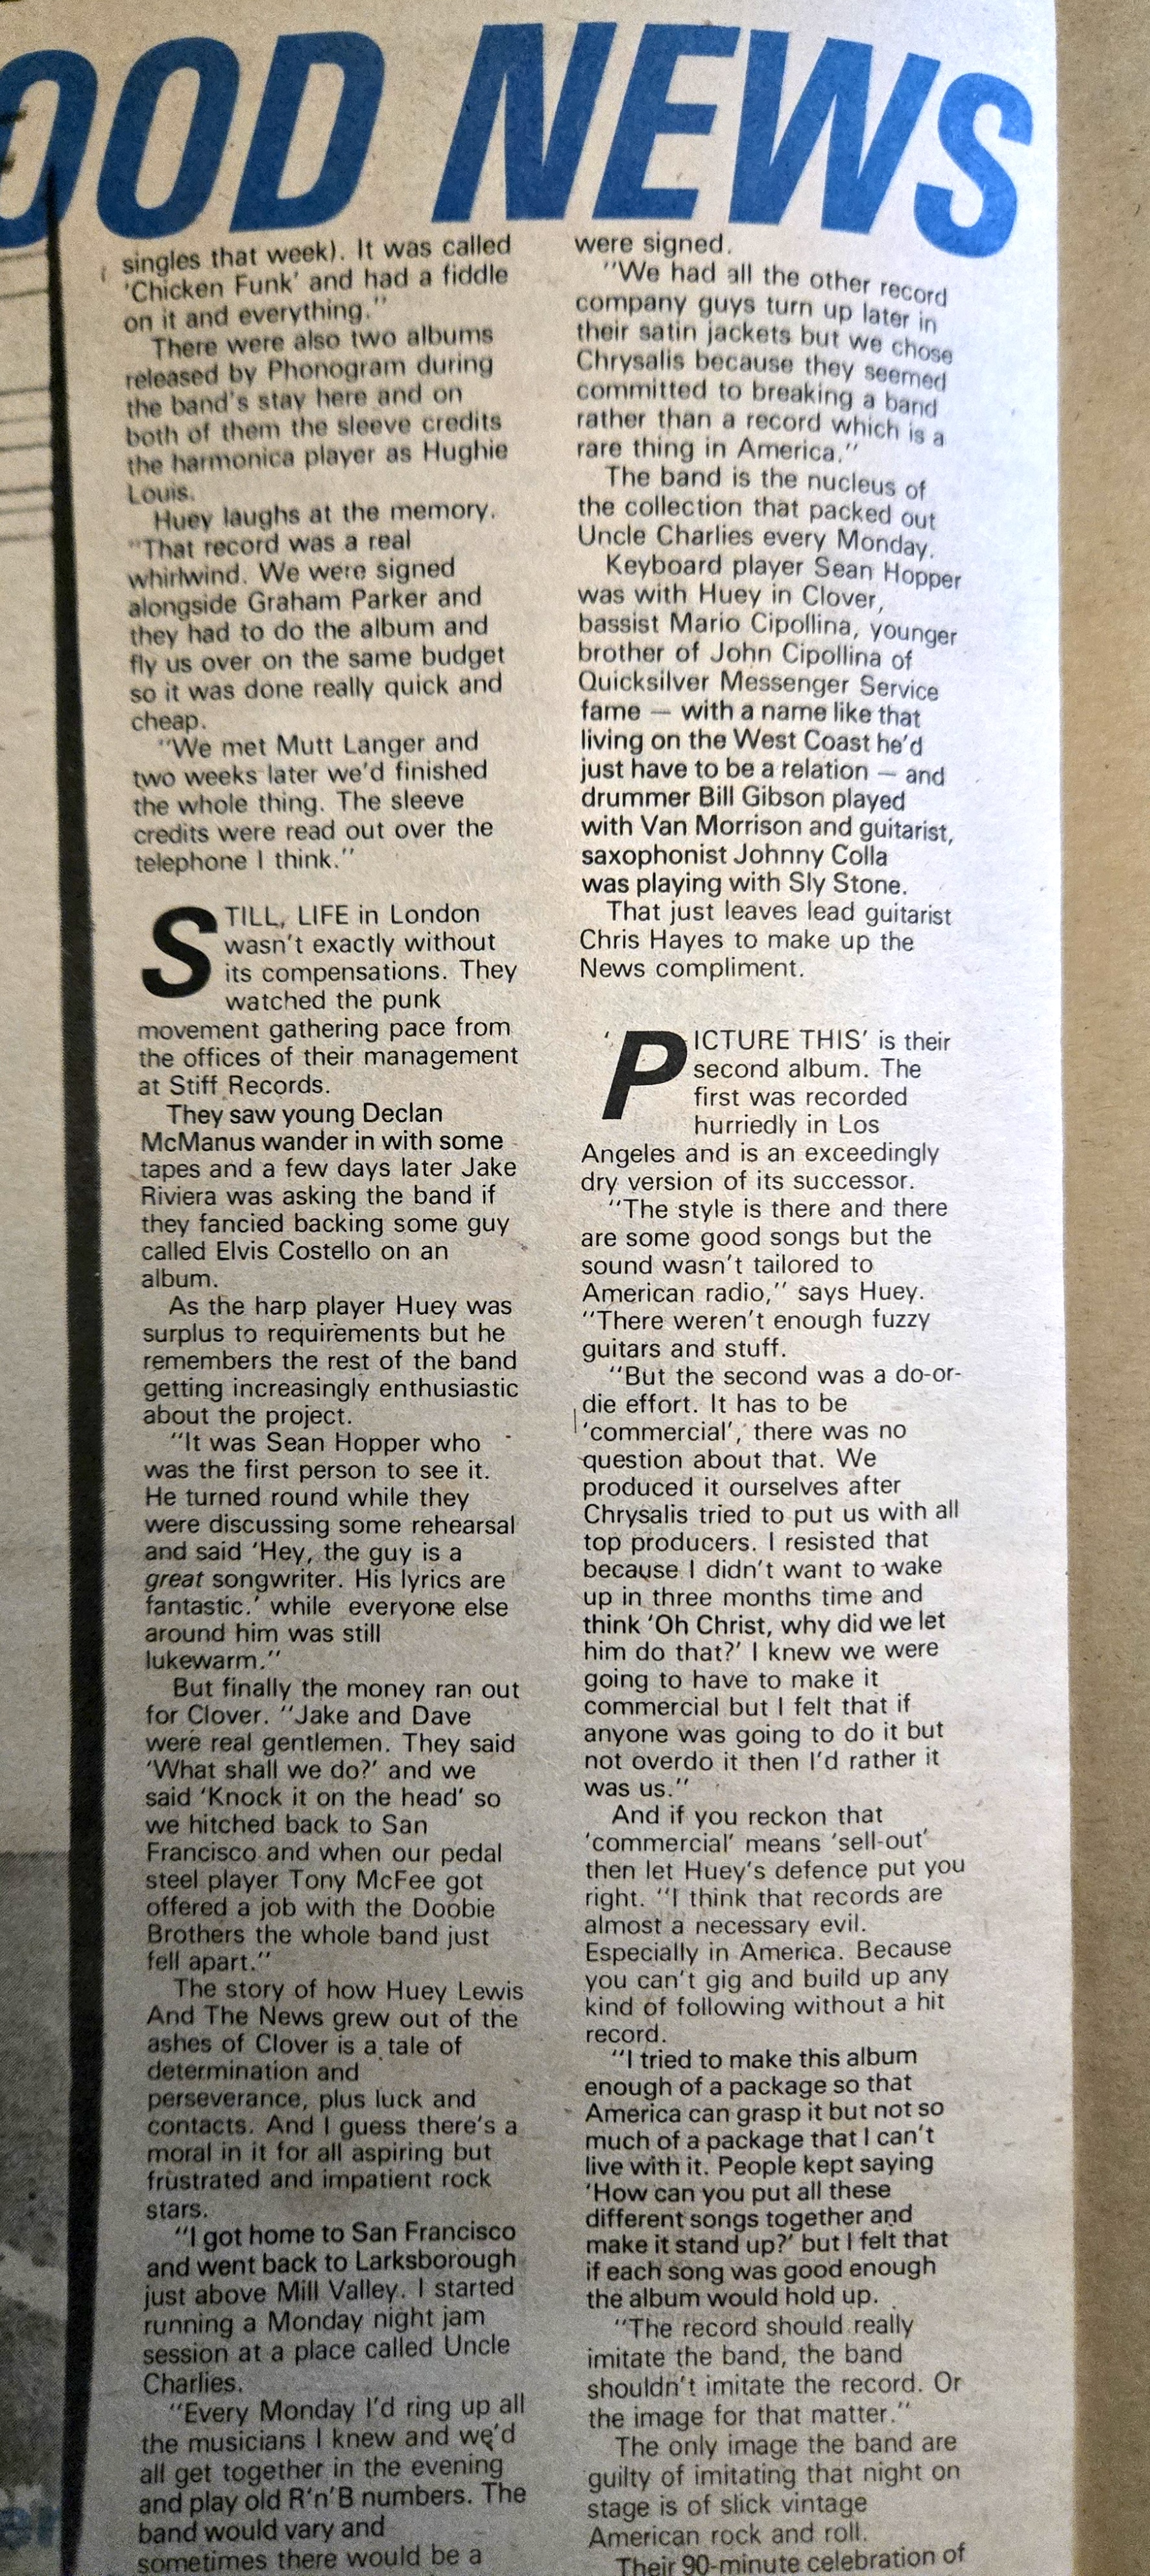 OOD NEWS
singles that week). It was called
'Chicken Funk' and had a fiddle
on it and everything."
There were also two albums
released by Phonogram during
the band's stay here and on
both of them the sleeve credits
the harmonica player as Hughie
Louis.
Huey laughs at the memory.
"That record was a real
whirlwind. We were signed
alongside Graham Parker and
they had to do the album and
fly us over on the same budget
so it was done really quick and
cheap.
"We met Mutt Langer and
two weeks later we'd finished
the whole thing. The sleeve
credits were read out over the
telephone I think."
STILL, LIFE in London
wasn't exactly without
its compensations. They
watched the punk
movement gathering pace from
the offices of their management
at Stiff Records.
They saw young Declan
McManus wander in with some
tapes and a few days later Jake
Riviera was asking the band if
they fancied backing some guy
called Elvis Costello on an
album.
As the harp player Huey was
surplus to requirements but he
remembers the rest of the band
getting increasingly enthusiastic
about the project.
"It was Sean Hopper who
was the first person to see it.
He turned round while they
were discussing some rehearsal
and said 'Hey, the guy is a
great songwriter. His lyrics are
fantastic.' while everyone else
around him was still
lukewarm."
But finally the money ran out
for Clover. "Jake and Dave
were real gentlemen. They said
'What shall we do?' and we
said 'Knock it on the head' so
we hitched back to San
Francisco and when our pedal
steel player Tony McFee got
offered a job with the Doobie
Brothers the whole band just
fell apart."
The story of how Huey Lewis
And The News grew out of the
ashes of Clover is a tale of
determination and
perseverance, plus luck and
contacts. And I guess there's a
moral in it for all aspiring but
frustrated and impatient rock
stars.
"I got home to San Francisco
and went back to Larksborough
just above Mill Valley. I started
running a Monday night jam
session at a place called Uncle
Charlies.
"Every Monday I'd ring up all
the musicians I knew and we'd
all get together in the evening
and play old R'n'B numbers. The
band would vary and
sometimes there would be a
were signed.
"We had all the other record
company guys turn up later in
their satin jackets but we chose
Chrysalis because they seemed
committed to breaking a band
rather than a record which is a
rare thing in America."
The band is the nucleus of
the collection that packed out
Uncle Charlies every Monday.
Keyboard player Sean Hopper
was with Huey in Clover,
bassist Mario Cipollina, younger
brother of John Cipollina of
Quicksilver Messenger Service
fame — with a name like that
living on the West Coast he'd
just have to be a relation — and
drummer Bill Gibson played
with Van Morrison and guitarist,
saxophonist Johnny Colla
was playing with Sly Stone.
That just leaves lead guitarist
Chris Hayes to make up the
News compliment.
'PICTURE THIS' is their
second album. The
first was recorded
hurriedly in Los
Angeles and is an exceedingly
dry version of its successor.
"The style is there and there
are some good songs but the
sound wasn't tailored to
American radio," says Huey.
"There weren't enough fuzzy
guitars and stuff.
"But the second was a do-or-
die effort. It has to be
'commercial', there was no
question about that. We
produced it ourselves after
Chrysalis tried to put us with all
top producers. I resisted that
because I didn't want to wake
up in three months time and
think 'Oh Christ, why did we let
him do that?' I knew we were
going to have to make it
commercial but I felt that if
anyone was going to do it but
not overdo it then I'd rather it
was us."
And if you reckon that
'commercial' means 'sell-out'
then let Huey's defence put you
right. "I think that records are
almost a necessary evil.
Especially in America. Because
you can't gig and build up any
kind of following without a hit
record.
"I tried to make this album
enough of a package so that
America can grasp it but not so
much of a package that I can't
live with it. People kept saying
'How can you put all these
different songs together and
make it stand up?' but I felt that
if each song was good enough
the album would hold up.
"The record should really
imitate the band, the band
shouldn't imitate the record. Or
the image for that matter."
The only image the band are
guilty of imitating that night on
stage is of slick vintage
American rock and roll.
Their 90-minute celebration of